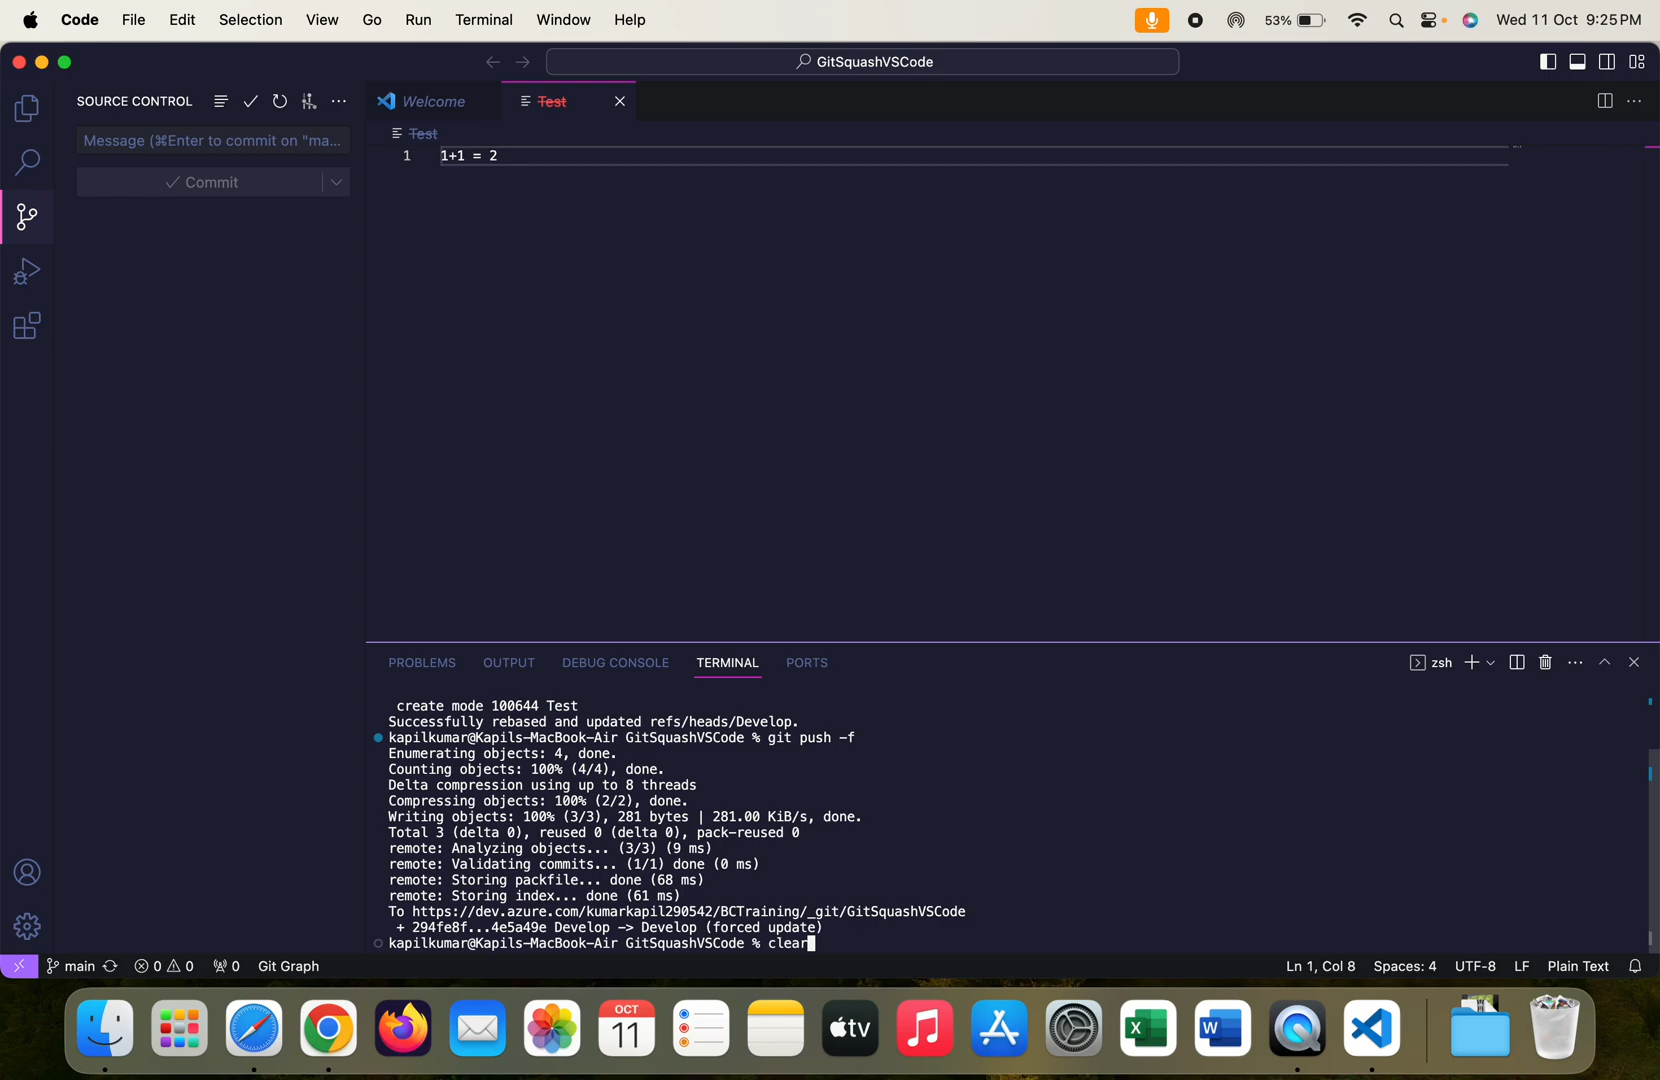 Code File Edit Selection View Go Run Terminal Window Help 53% Wed 11 Oct 9:25 PM
GitSquashVSCode
SOURCE CONTROL
Welcome Test
Message (⌘Enter to commit on "ma...
Test
1 1+1 = 2
Commit
PROBLEMS OUTPUT DEBUG CONSOLE TERMINAL PORTS zsh
create mode 100644 Test
Successfully rebased and updated refs/heads/Develop.
kapilkumar@Kapils-MacBook-Air GitSquashVSCode % git push -f
Enumerating objects: 4, done.
Counting objects: 100% (4/4), done.
Delta compression using up to 8 threads
Compressing objects: 100% (2/2), done.
Writing objects: 100% (3/3), 281 bytes | 281.00 KiB/s, done.
Total 3 (delta 0), reused 0 (delta 0), pack-reused 0
remote: Analyzing objects... (3/3) (9 ms)
remote: Validating commits... (1/1) done (0 ms)
remote: Storing packfile... done (68 ms)
remote: Storing index... done (61 ms)
To https://dev.azure.com/kumarkapil290542/BCTraining/_git/GitSquashVSCode
+ 294fe8f...4e5a49e Develop -> Develop (forced update)
kapilkumar@Kapils-MacBook-Air GitSquashVSCode % clear
main 0 0 0 Git Graph Ln 1, Col 8 Spaces: 4 UTF-8 LF Plain Text
OCT
11
tv
X
W